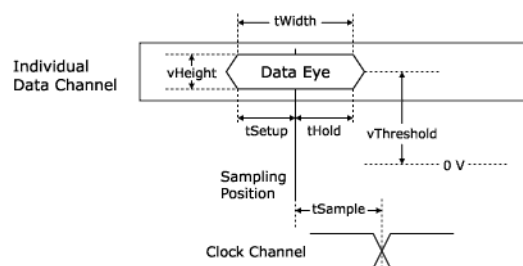 tWidth
Individual
Data Channel
vHeight
Data Eye
tSetup
tHold
vThreshold
0 V
Sampling
Position
tSample
Clock Channel